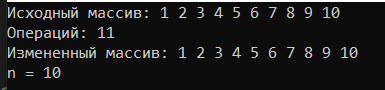 Исходный массив: 1 2 3 4 5 6 7 8 9 10
Операций: 11
Измененный массив: 1 2 3 4 5 6 7 8 9 10
n = 10